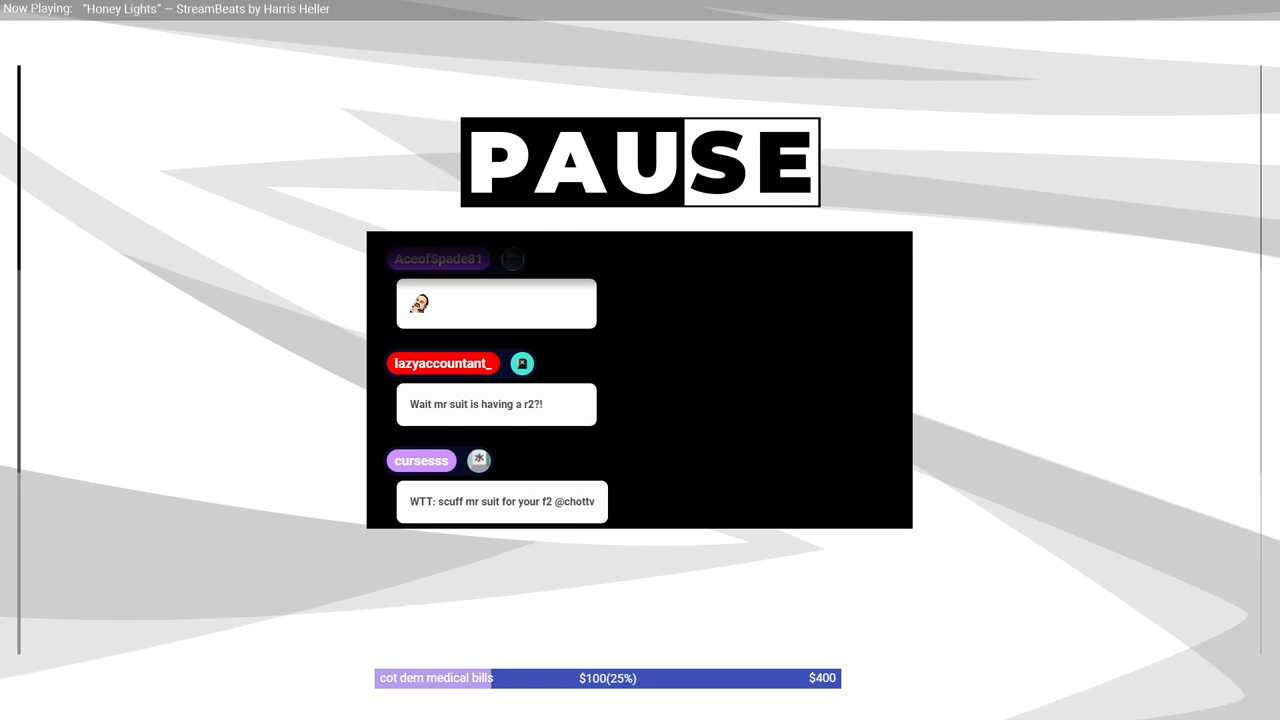 Now Playing: “Honey Lights” — StreamBeats by Harris Heller
PAUSE
AceofSpade81
lazyaccountant_
Wait mr suit is having a r2?!
cursesss
水
WTT: scuff mr suit for your f2 @chottv
cot dem medical bills $100(25%) $400